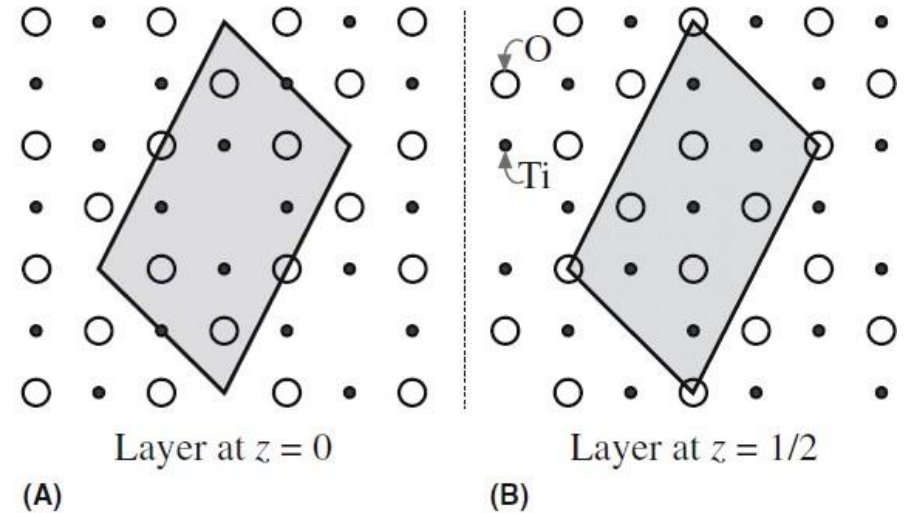 O
Ti
Layer at z = 0
Layer at z = 1/2
(A)
(B)